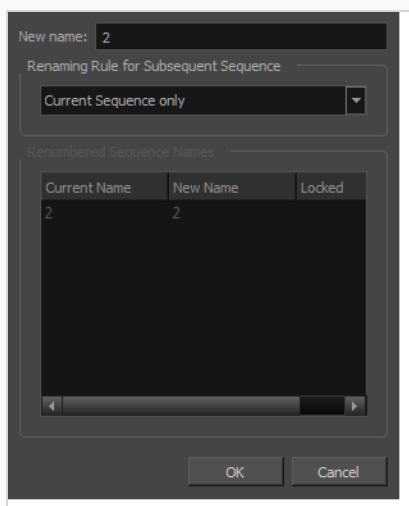 New name: 2
Renaming Rule for Subsequent Sequence
Current Sequence only
Renumbered Sequence Names
Current Name New Name Locked
2 2
OK Cancel